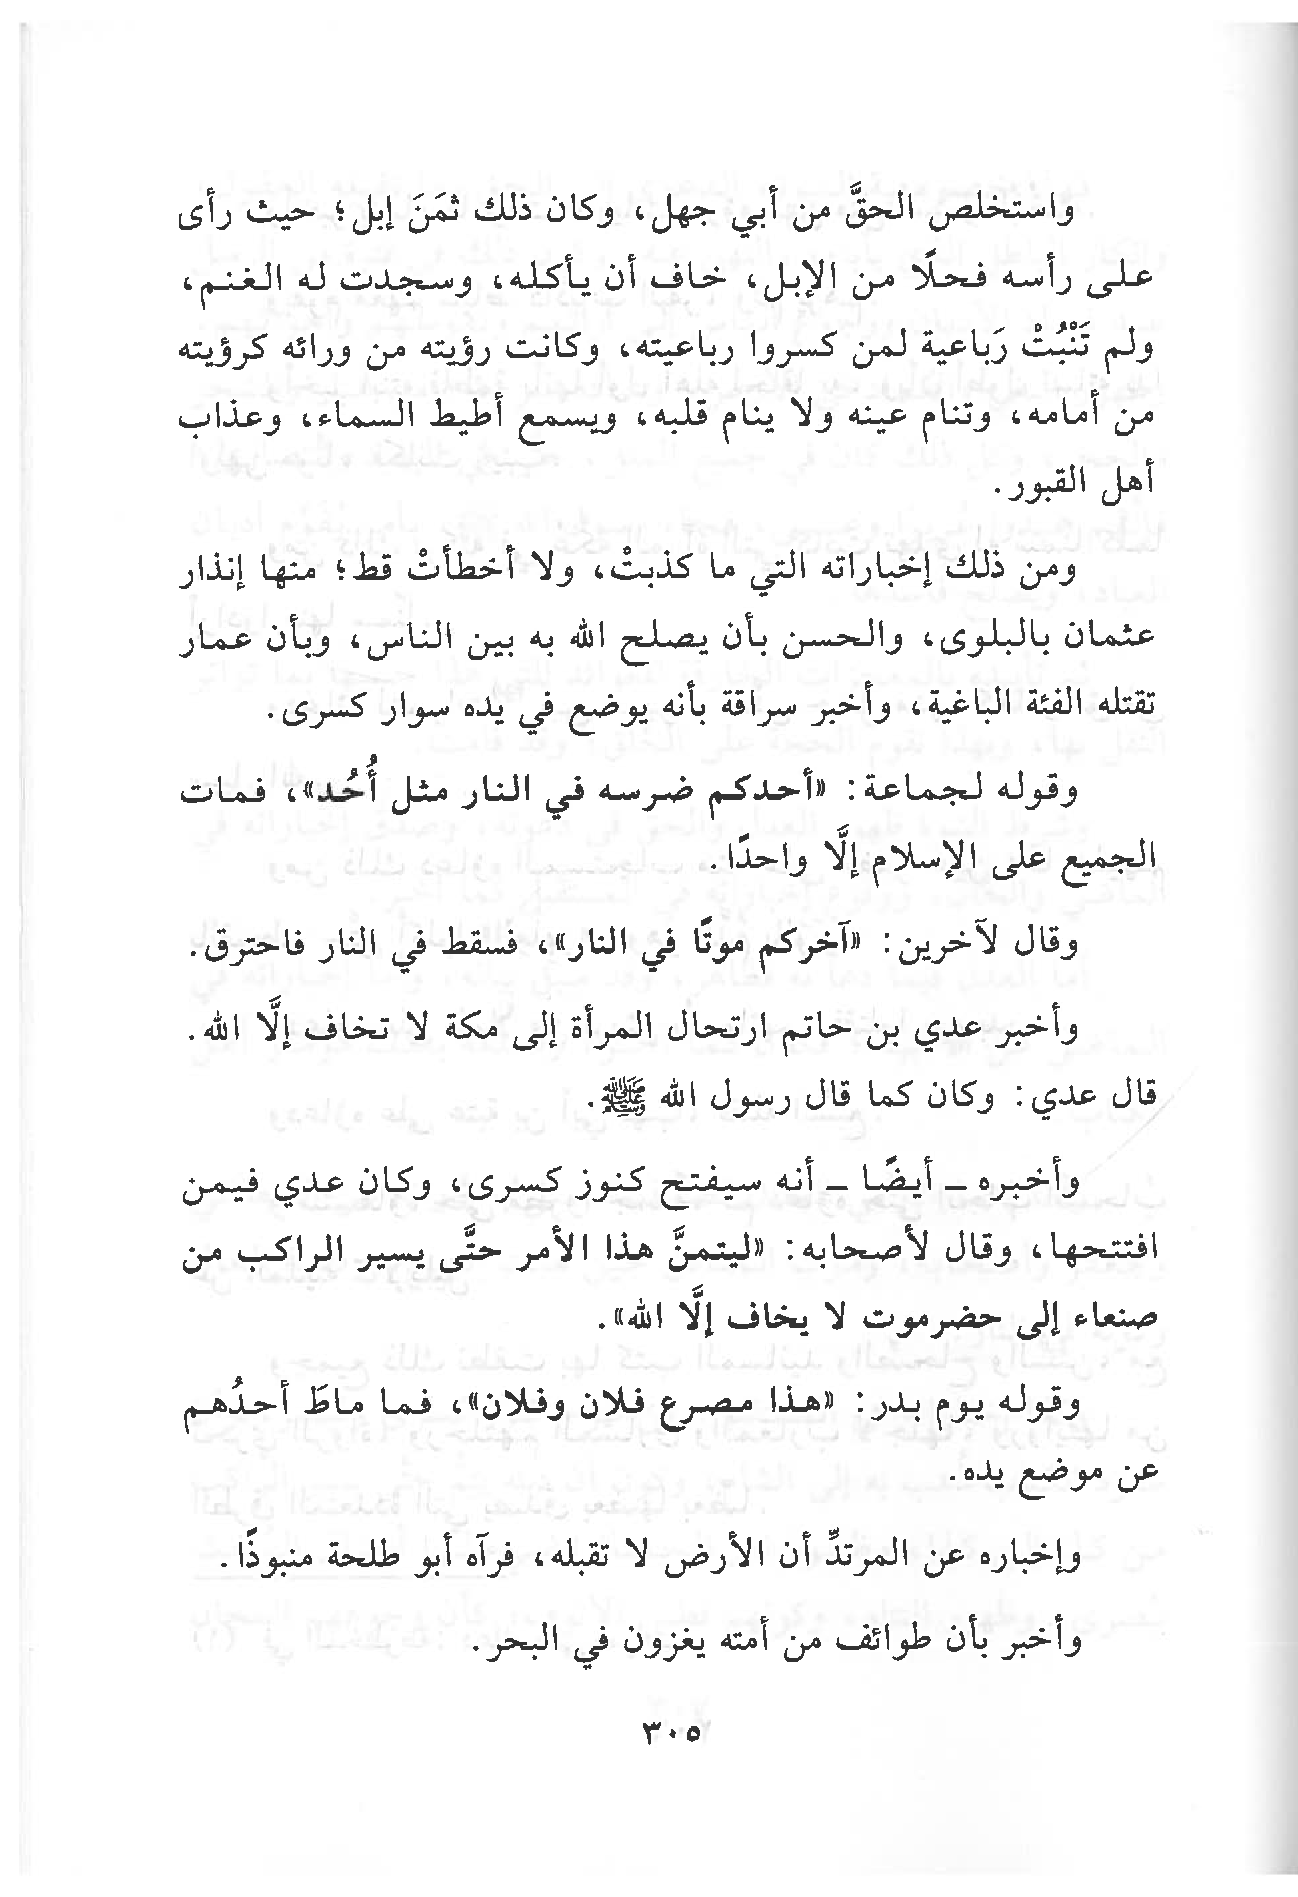 واستخلص الحقَّ من أبي جهل، وكان ذلك ثمَنَ إبل؛ حيث رأى
على رأسه فحلًا من الإبل، خاف أن يأكله، وسجدت له الغنم،
ولم تَنْبُتْ رَباعية لمن كسروا رباعيته، وكانت رؤيته من ورائه كرؤيته
من أمامه، وتنام عينه ولا ينام قلبه، ويسمع أطيط السماء، وعذاب
أهل القبور.
ومن ذلك إخباراته التي ما كذبتْ، ولا أخطأتْ قط؛ منها إنذار
عثمان بالبلوى، والحسن بأن يصلح الله به بين الناس، وبأن عمار
تقتله الفئة الباغية، وأخبر سراقة بأنه يوضع في يده سوار كسرى.
وقوله لجماعة: «أحدكم ضرسه في النار مثل أُحُد»، فمات
الجميع على الإسلام إلَّا واحدًا.
وقال لآخرين: «آخركم موتًا في النار»، فسقط في النار فاحترق.
وأخبر عدي بن حاتم ارتحال المرأة إلى مكة لا تخاف إلَّا الله.
قال عدي: وكان كما قال رسول الله ﷺ.
وأخبره ـ أيضًا ـ أنه سيفتح كنوز كسرى، وكان عدي فيمن
افتتحها، وقال لأصحابه: «ليتمنَّ هذا الأمر حتَّى يسير الراكب من
صنعاء إلى حضرموت لا يخاف إلَّا الله».
وقوله يوم بدر: «هذا مصرع فلان وفلان»، فما ماطَ أحدُهم
عن موضع يده.
وإخباره عن المرتدِّ أن الأرض لا تقبله، فرآه أبو طلحة منبوذًا.
وأخبر بأن طوائف من أمته يغزون في البحر.
٣٠٥